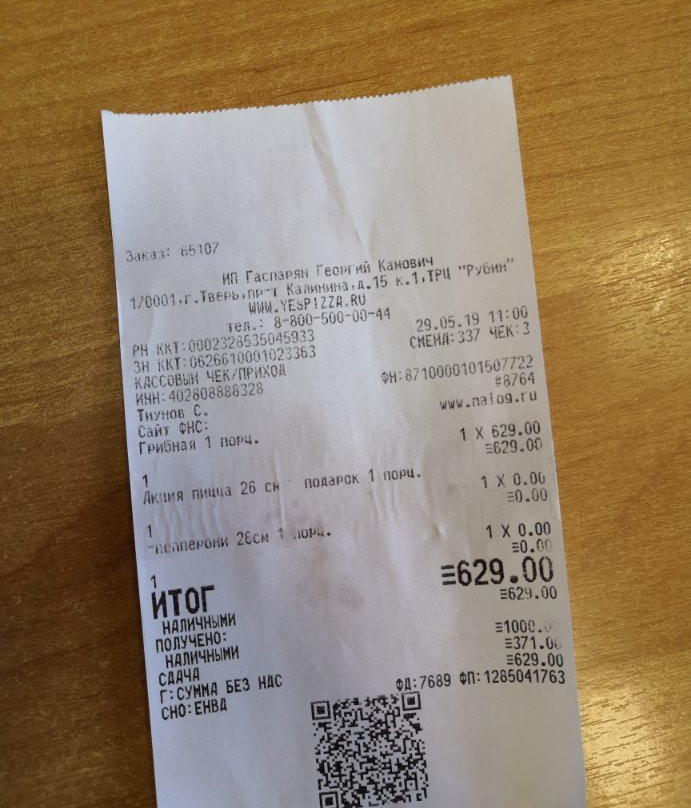 Заказ: 65107
ИП Гаспарян Георгий Канович
170001,г.Тверь,пр-т Калинина,д.15 к.1,ТРЦ "Рубин"
WWW.YESPIZZA.RU
тел.: 8-800-500-00-44
РН ККТ:0002328535045933 29.05.19 11:00
ЗН ККТ:0626610001023363 СМЕНА:337 ЧЕК:3
КАССОВЫЙ ЧЕК/ПРИХОД
ИНН:402808888328 ФН:8710000101507722
Тиунов С. #8764
Сайт ФНС: www.nalog.ru
Грибная 1 порц. 1 X 629.00
≡629.00
1
Акция пицца 26 см подарок 1 порц. 1 X 0.00
≡0.00
1
-пепперони 26см 1 порц. 1 X 0.00
≡0.00
1
ИТОГ ≡629.00
НАЛИЧНЫМИ ≡629.00
ПОЛУЧЕНО:
НАЛИЧНЫМИ ≡1000.00
СДАЧА ≡371.00
Г:СУММА БЕЗ НДС ≡629.00
СНО:ЕНВД ФД:7689 ФП:1285041763